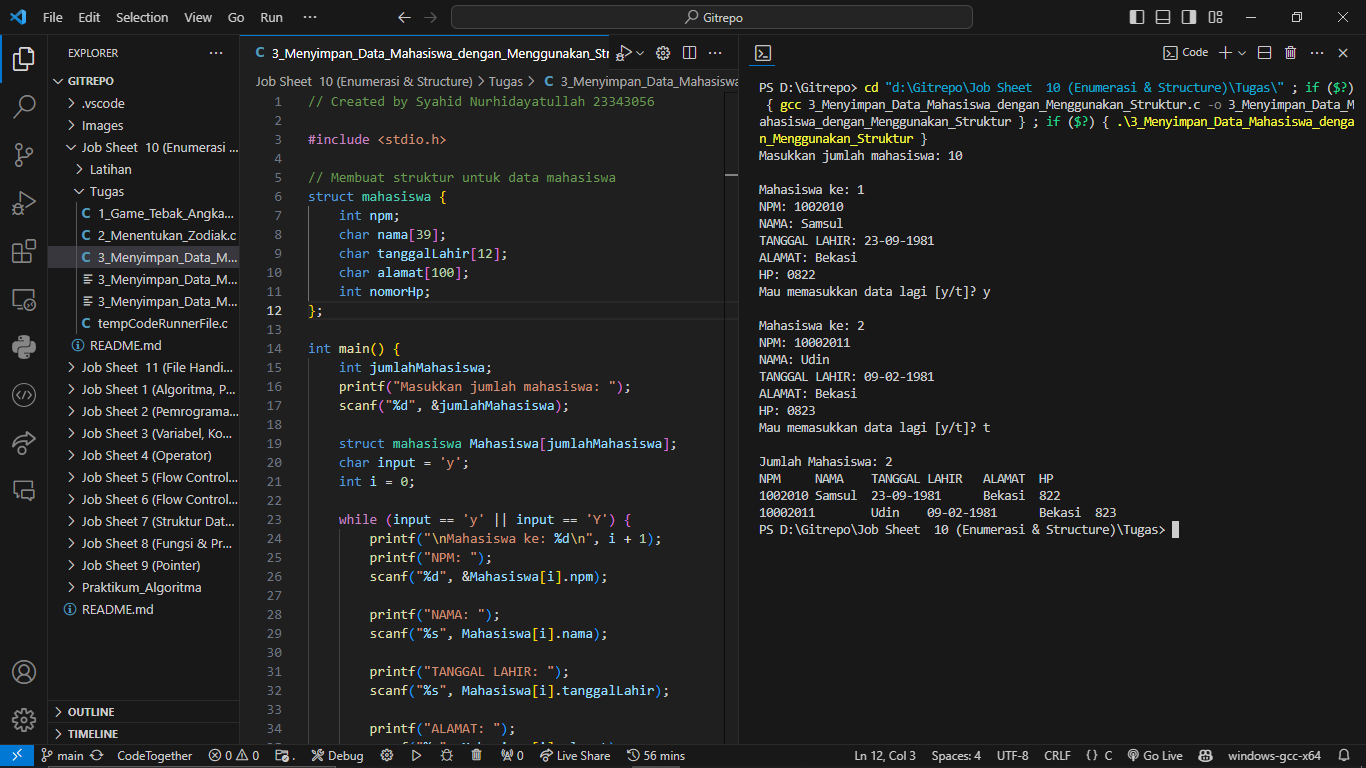 File Edit Selection View Go Run ··· Gitrepo
EXPLORER ···
GITREPO
.vscode
Images
Job Sheet 10 (Enumerasi ...
Latihan
Tugas
C 1_Game_Tebak_Angka...
C 2_Menentukan_Zodiak.c
C 3_Menyimpan_Data_M...
3_Menyimpan_Data_M...
3_Menyimpan_Data_M...
C tempCodeRunnerFile.c
README.md
Job Sheet 11 (File Handi...
Job Sheet 1 (Algoritma, P...
Job Sheet 2 (Pemrograma...
Job Sheet 3 (Variabel, Ko...
Job Sheet 4 (Operator)
Job Sheet 5 (Flow Control...
Job Sheet 6 (Flow Control...
Job Sheet 7 (Struktur Dat...
Job Sheet 8 (Fungsi & Pr...
Job Sheet 9 (Pointer)
Praktikum_Algoritma
README.md
OUTLINE
TIMELINE
C 3_Menyimpan_Data_Mahasiswa_dengan_Menggunakan_Str
Job Sheet 10 (Enumerasi & Structure) > Tugas > C 3_Menyimpan_Data_Mahasiswa
1 // Created by Syahid Nurhidayatullah 23343056
2
3 #include <stdio.h>
4
5 // Membuat struktur untuk data mahasiswa
6 struct mahasiswa {
7 int npm;
8 char nama[39];
9 char tanggalLahir[12];
10 char alamat[100];
11 int nomorHp;
12 };
13
14 int main() {
15 int jumlahMahasiswa;
16 printf("Masukkan jumlah mahasiswa: ");
17 scanf("%d", &jumlahMahasiswa);
18
19 struct mahasiswa Mahasiswa[jumlahMahasiswa];
20 char input = 'y';
21 int i = 0;
22
23 while (input == 'y' || input == 'Y') {
24 printf("\nMahasiswa ke: %d\n", i + 1);
25 printf("NPM: ");
26 scanf("%d", &Mahasiswa[i].npm);
27
28 printf("NAMA: ");
29 scanf("%s", Mahasiswa[i].nama);
30
31 printf("TANGGAL LAHIR: ");
32 scanf("%s", Mahasiswa[i].tanggalLahir);
33
34 printf("ALAMAT: ");
Code
PS D:\Gitrepo> cd "d:\Gitrepo\Job Sheet  10 (Enumerasi & Structure)\Tugas\" ; if ($?)
{ gcc 3_Menyimpan_Data_Mahasiswa_dengan_Menggunakan_Struktur.c -o 3_Menyimpan_Data_M
ahasiswa_dengan_Menggunakan_Struktur } ; if ($?) { .\3_Menyimpan_Data_Mahasiswa_denga
n_Menggunakan_Struktur }
Masukkan jumlah mahasiswa: 10
Mahasiswa ke: 1
NPM: 1002010
NAMA: Samsul
TANGGAL LAHIR: 23-09-1981
ALAMAT: Bekasi
HP: 0822
Mau memasukkan data lagi [y/t]? y
Mahasiswa ke: 2
NPM: 10002011
NAMA: Udin
TANGGAL LAHIR: 09-02-1981
ALAMAT: Bekasi
HP: 0823
Mau memasukkan data lagi [y/t]? t
Jumlah Mahasiswa: 2
NPM NAMA TANGGAL LAHIR ALAMAT HP
1002010 Samsul 23-09-1981 Bekasi 822
10002011 Udin 09-02-1981 Bekasi 823
PS D:\Gitrepo\Job Sheet  10 (Enumerasi & Structure)\Tugas>
main CodeTogether 0 0 . Debug 0 Live Share 56 mins Ln 12, Col 3 Spaces: 4 UTF-8 CRLF { } C Go Live windows-gcc-x64